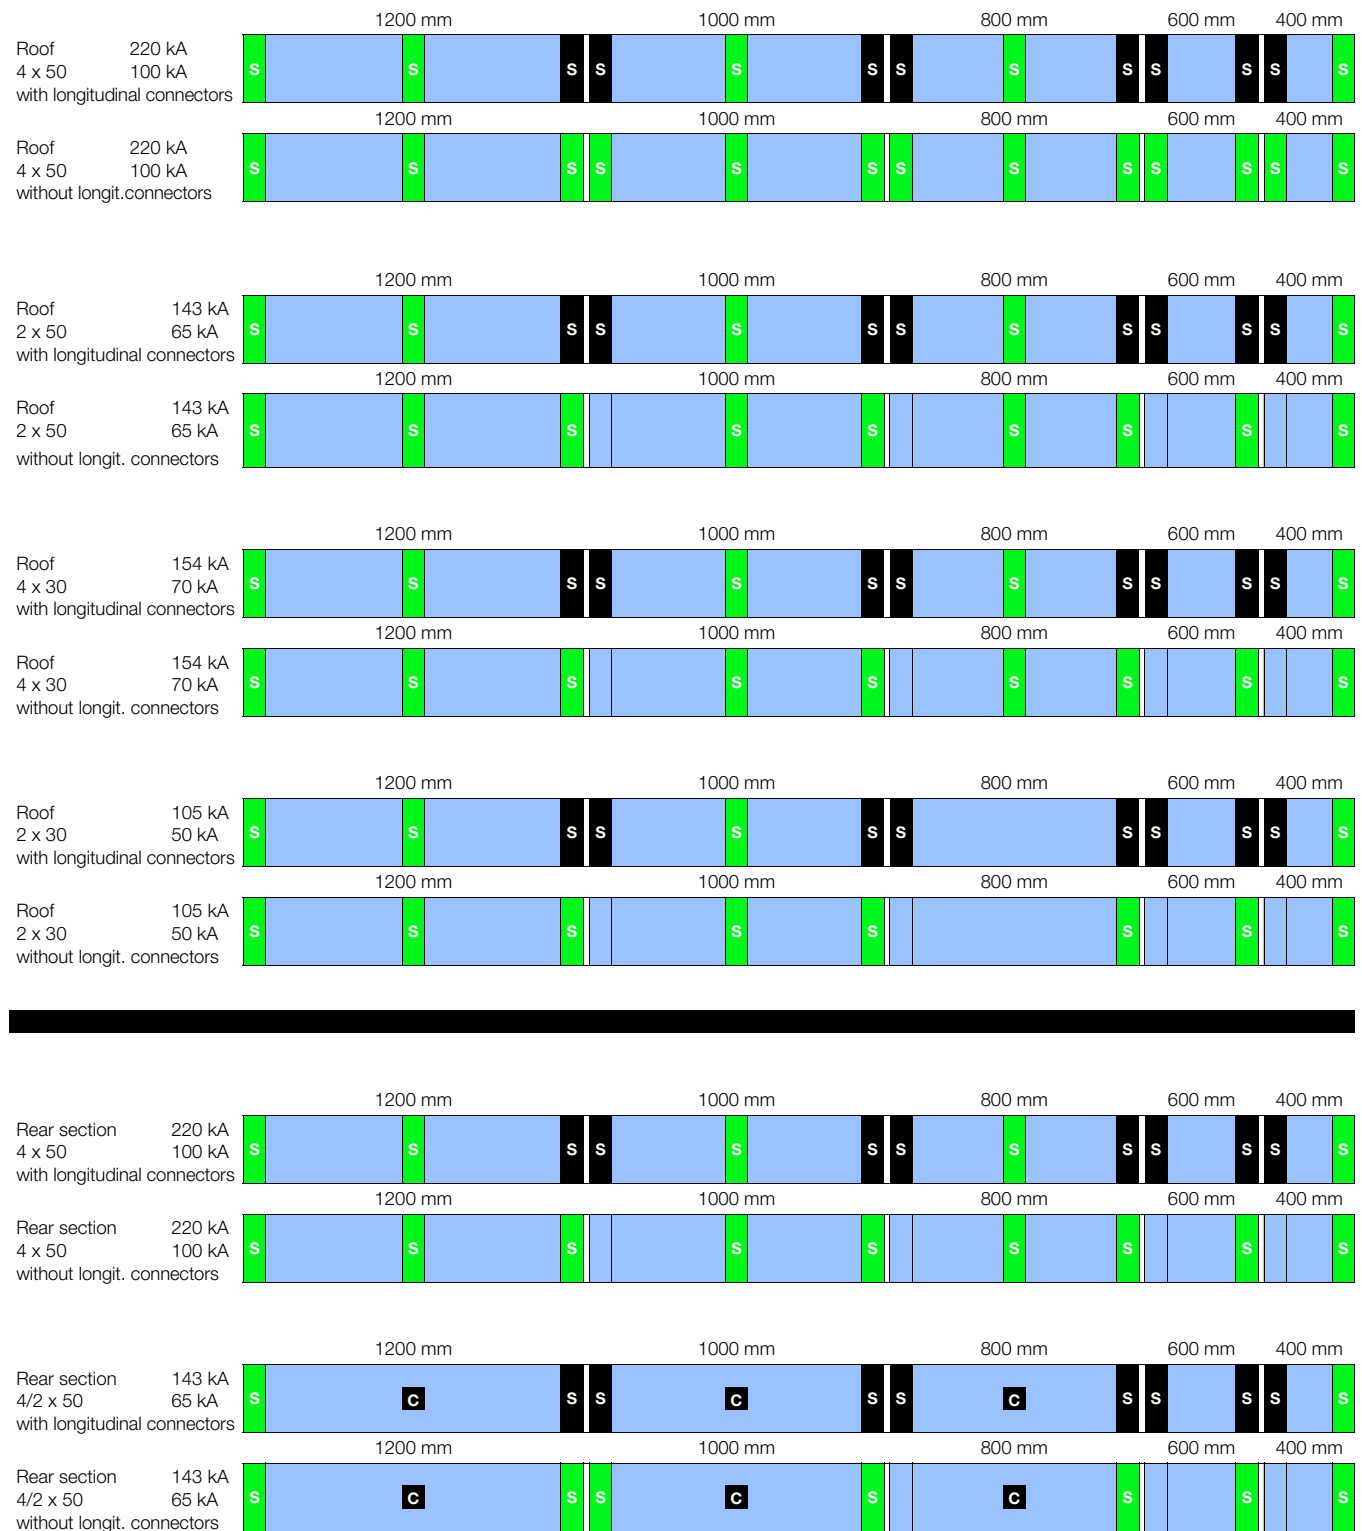 1200 mm 1000 mm 800 mm 600 mm 400 mm
Roof 220 kA
4 x 50 100 kA
with longitudinal connectors
S S S S S S S S S S S S S
1200 mm 1000 mm 800 mm 600 mm 400 mm
Roof 220 kA
4 x 50 100 kA
without longit.connectors
S S S S S S S S S S S S S
1200 mm 1000 mm 800 mm 600 mm 400 mm
Roof 143 kA
2 x 50 65 kA
with longitudinal connectors
S S S S S S S S S S S S S
1200 mm 1000 mm 800 mm 600 mm 400 mm
Roof 143 kA
2 x 50 65 kA
without longit. connectors
S S S S S S S S S
1200 mm 1000 mm 800 mm 600 mm 400 mm
Roof 154 kA
4 x 30 70 kA
with longitudinal connectors
S S S S S S S S S S S S S
1200 mm 1000 mm 800 mm 600 mm 400 mm
Roof 154 kA
4 x 30 70 kA
without longit. connectors
S S S S S S S S S
1200 mm 1000 mm 800 mm 600 mm 400 mm
Roof 105 kA
2 x 30 50 kA
with longitudinal connectors
S S S S S S S S S S S S
1200 mm 1000 mm 800 mm 600 mm 400 mm
Roof 105 kA
2 x 30 50 kA
without longit. connectors
S S S S S S S S
1200 mm 1000 mm 800 mm 600 mm 400 mm
Rear section 220 kA
4 x 50 100 kA
with longitudinal connectors
S S S S S S S S S S S S S
1200 mm 1000 mm 800 mm 600 mm 400 mm
Rear section 220 kA
4 x 50 100 kA
without longit. connectors
S S S S S S S S S
1200 mm 1000 mm 800 mm 600 mm 400 mm
Rear section 143 kA
4/2 x 50 65 kA
with longitudinal connectors
S C S S C S S C S S S S S
1200 mm 1000 mm 800 mm 600 mm 400 mm
Rear section 143 kA
4/2 x 50 65 kA
without longit. connectors
S C S S C S C S S S